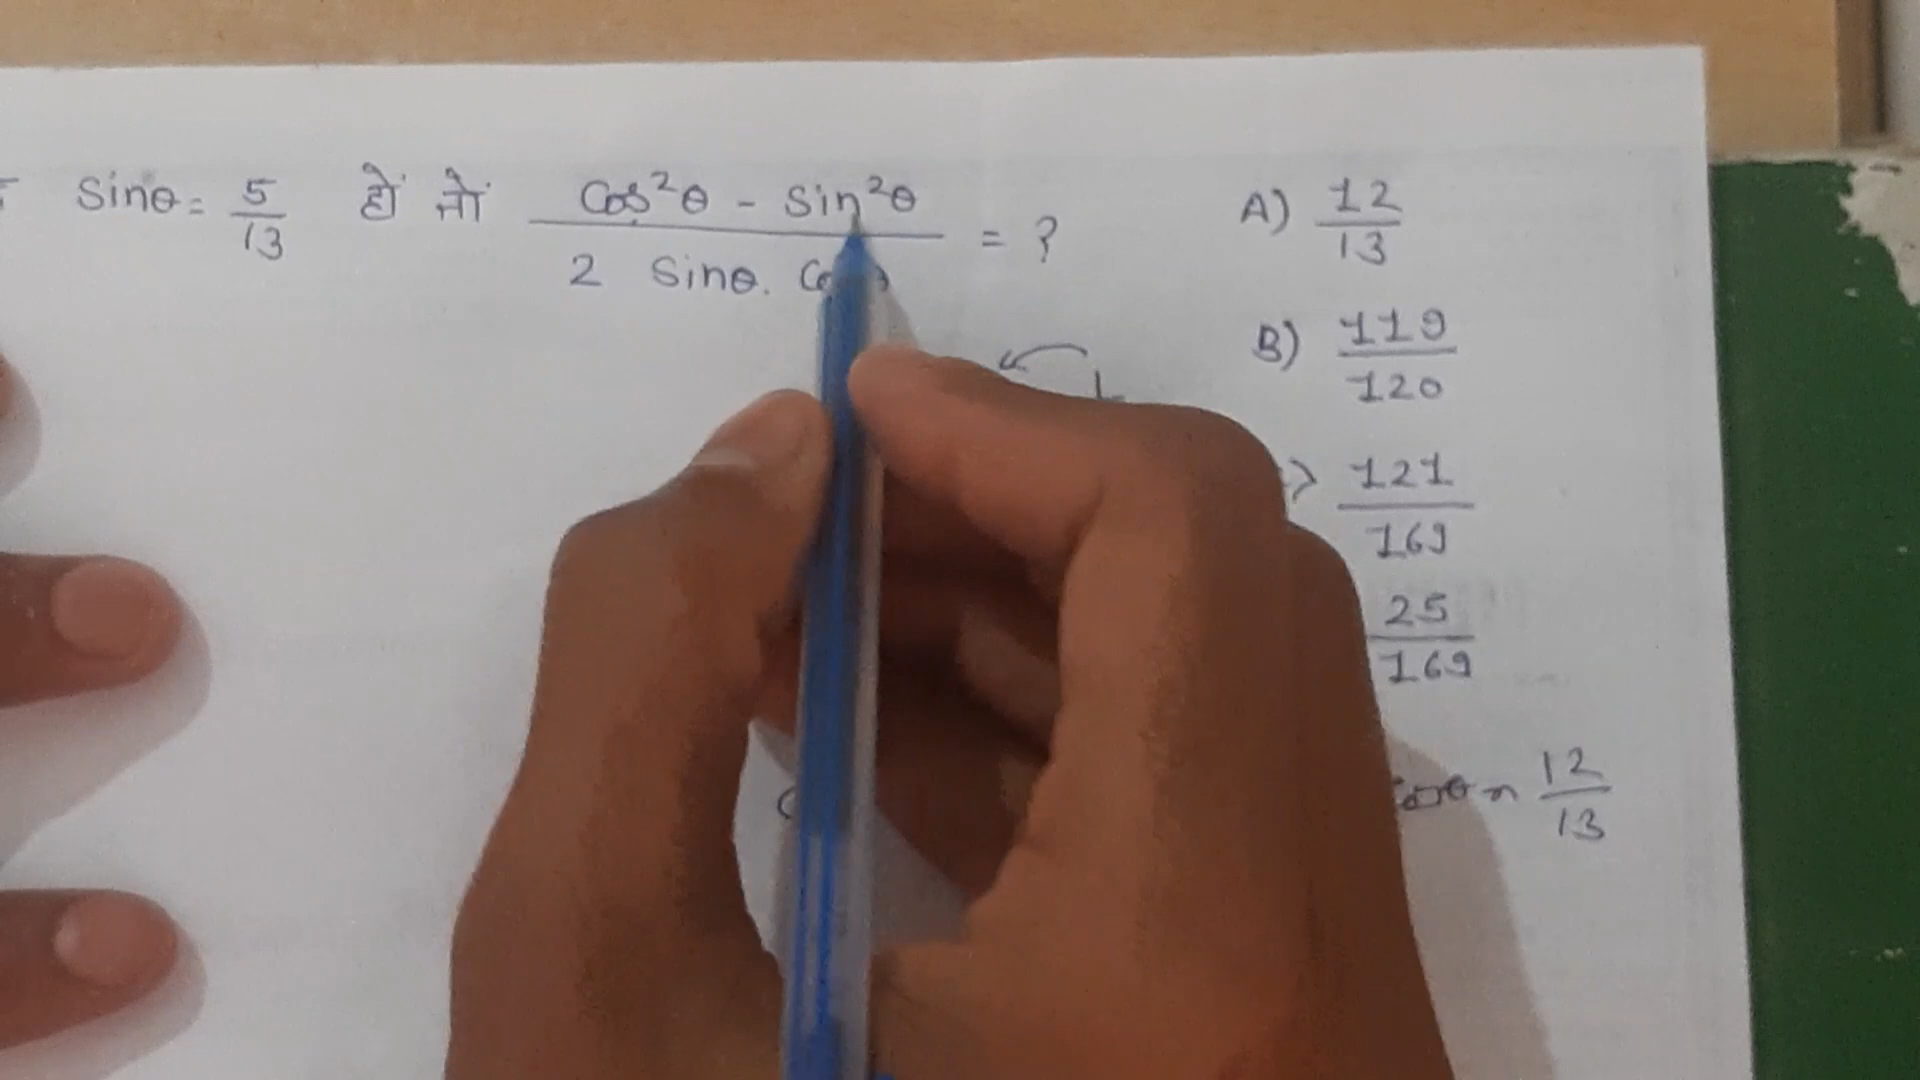 Sinθ = 5/13 हो तो Cos²θ - Sin²θ / 2 Sinθ. = ?
A) 12/13
B) 119/120
121/169
25/169
12/13